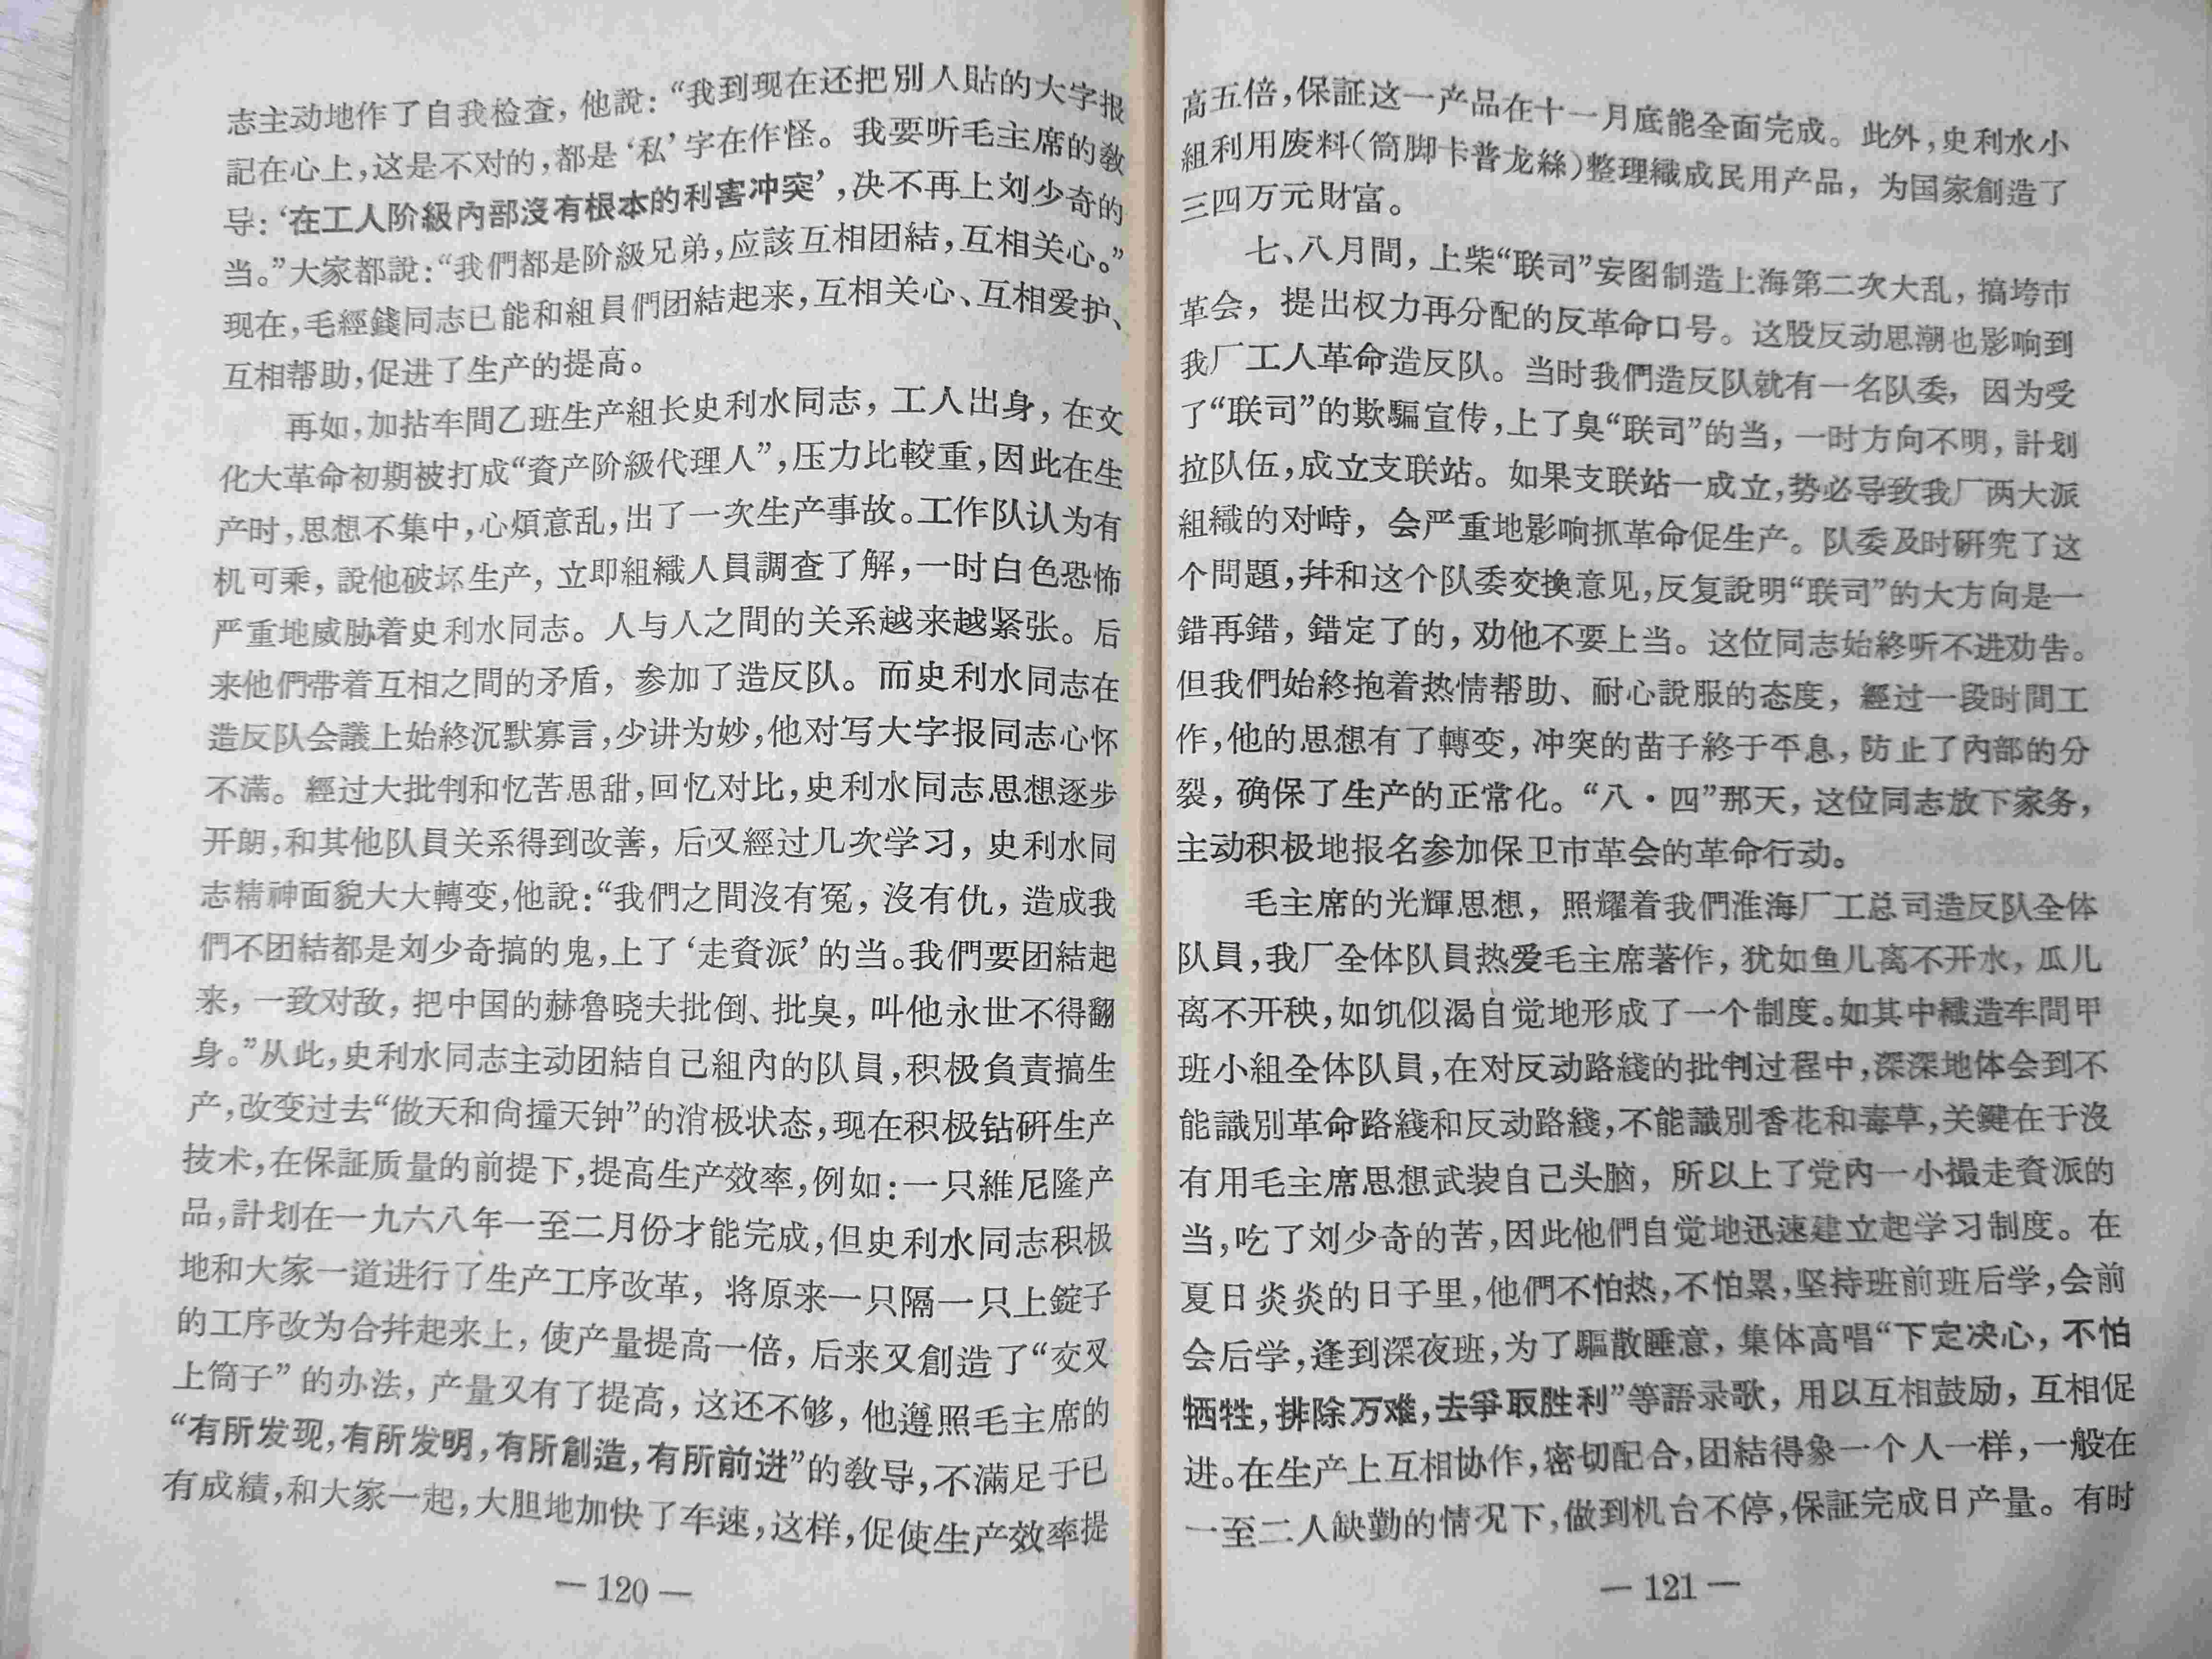 志主动地作了自我检查，他說：“我到现在还把別人貼的大字报
記在心上，这是不对的，都是‘私’字在作怪。我要听毛主席的教
导：‘在工人阶級內部沒有根本的利害冲突’，决不再上刘少奇的
当。”大家都說：“我們都是阶級兄弟，应該互相团結，互相关心。”
现在，毛經錢同志已能和組員們团結起来，互相关心、互相爱护、
互相帮助，促进了生产的提高。
再如，加拈车間乙班生产組长史利水同志，工人出身，在文
化大革命初期被打成“資产阶級代理人”，压力比較重，因此在生
产时，思想不集中，心煩意乱，出了一次生产事故。工作队认为有
机可乘，說他破坏生产，立即組織人員調查了解，一时白色恐怖
严重地威胁着史利水同志。人与人之間的关系越来越紧张。后
来他們带着互相之間的矛盾，参加了造反队。而史利水同志在
造反队会議上始終沉默寡言，少讲为妙，他对写大字报同志心怀
不滿。經过大批判和忆苦思甜，回忆对比，史利水同志思想逐步
开朗，和其他队員关系得到改善，后又經过几次学习，史利水同
志精神面貌大大轉变，他說：“我們之間沒有冤，沒有仇，造成我
們不团結都是刘少奇搞的鬼，上了‘走資派’的当。我們要团結起
来，一致对敌，把中国的赫魯晓夫批倒、批臭，叫他永世不得翻
身。”从此，史利水同志主动团結自己組內的队員，积极負責搞生
产，改变过去“做天和尙撞天钟”的消极状态，现在积极钻研生产
技术，在保証质量的前提下，提高生产效率，例如：一只維尼隆产
品，計划在一九六八年一至二月份才能完成，但史利水同志积极
地和大家一道进行了生产工序改革，将原来一只隔一只上錠子
的工序改为合幷起来上，使产量提高一倍，后来又創造了“交叉
上筒子”的办法，产量又有了提高，这还不够，他遵照毛主席的
“有所发现，有所发明，有所創造，有所前进”的教导，不滿足于已
有成績，和大家一起，大胆地加快了车速，这样，促使生产效率提
— 120 —
高五倍，保証这一产品在十一月底能全面完成。此外，史利水小
組利用废料（筒脚卡普龙絲）整理織成民用产品，为国家創造了
三四万元財富。
七、八月間，上柴“联司”妄图制造上海第二次大乱，搞垮市
革会，提出权力再分配的反革命口号。这股反动思潮也影响到
我厂工人革命造反队。当时我們造反队就有一名队委，因为受
了“联司”的欺騙宣传，上了臭“联司”的当，一时方向不明，計划
拉队伍，成立支联站。如果支联站一成立，势必导致我厂两大派
組織的对峙，会严重地影响抓革命促生产。队委及时研究了这
个問題，幷和这个队委交換意见，反复說明“联司”的大方向是一
錯再錯，錯定了的，劝他不要上当。这位同志始終听不进劝告。
但我們始終抱着热情帮助、耐心說服的态度，經过一段时間工
作，他的思想有了轉变，冲突的苗子終于平息，防止了內部的分
裂，确保了生产的正常化。“八·四”那天，这位同志放下家务，
主动积极地报名参加保卫市革会的革命行动。
毛主席的光輝思想，照耀着我們淮海厂工总司造反队全体
队員，我厂全体队員热爱毛主席著作，犹如鱼儿离不开水，瓜儿
离不开秧，如饥似渴自觉地形成了一个制度。如其中織造车間甲
班小組全体队員，在对反动路綫的批判过程中，深深地体会到不
能識別革命路綫和反动路綫，不能識別香花和毒草，关鍵在于沒
有用毛主席思想武装自己头脑，所以上了党內一小撮走資派的
当，吃了刘少奇的苦，因此他們自觉地迅速建立起学习制度。在
夏日炎炎的日子里，他們不怕热，不怕累，坚持班前班后学，会前
会后学，逢到深夜班，为了驅散睡意，集体高唱“下定决心，不怕
牺牲，排除万难，去爭取胜利”等語录歌，用以互相鼓励，互相促
进。在生产上互相协作，密切配合，团結得象一个人一样，一般在
一至二人缺勤的情况下，做到机台不停，保証完成日产量。有时
— 121 —